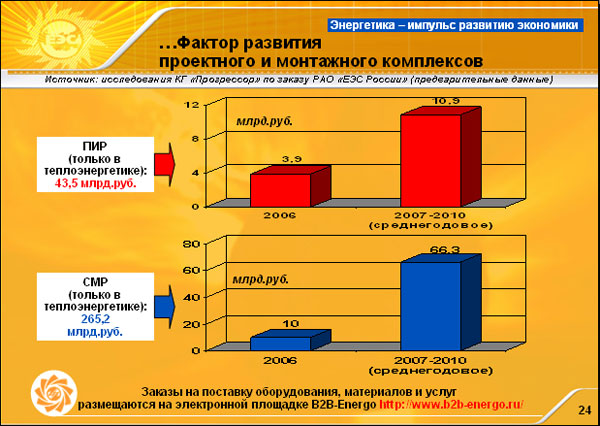 Энергетика – импульс развитию экономики
ЕЭС
…Фактор развития
проектного и монтажного комплексов
Источник: исследования КГ «Прогрессор» по заказу РАО «ЕЭС России» (предварительные данные)
ПИР
(только в
теплоэнергетике):
43,5 млрд.руб.
12
8
4
0
млрд.руб.
3,9
10,9
2006
2007-2010
(среднегодовое)
СМР
(только в
теплоэнергетике):
265,2
млрд.руб.
80
60
40
20
0
млрд.руб.
10
66,3
2006
2007-2010
(среднегодовое)
Заказы на поставку оборудования, материалов и услуг
размещаются на электронной площадке B2B-Energo http://www.b2b-energo.ru/
24